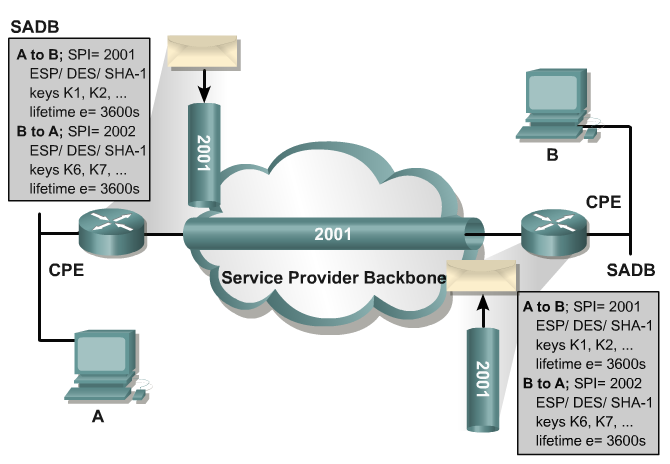 SADB
A to B; SPI= 2001
ESP/ DES/ SHA-1
keys K1, K2, ...
lifetime e= 3600s
B to A; SPI= 2002
ESP/ DES/ SHA-1
keys K6, K7, ...
lifetime e= 3600s
2001
B
CPE
2001
CPE
Service Provider Backbone
SADB
A
2001
A to B; SPI= 2001
ESP/ DES/ SHA-1
keys K1, K2, ...
lifetime e= 3600s
B to A; SPI= 2002
ESP/ DES/ SHA-1
keys K6, K7, ...
lifetime e= 3600s